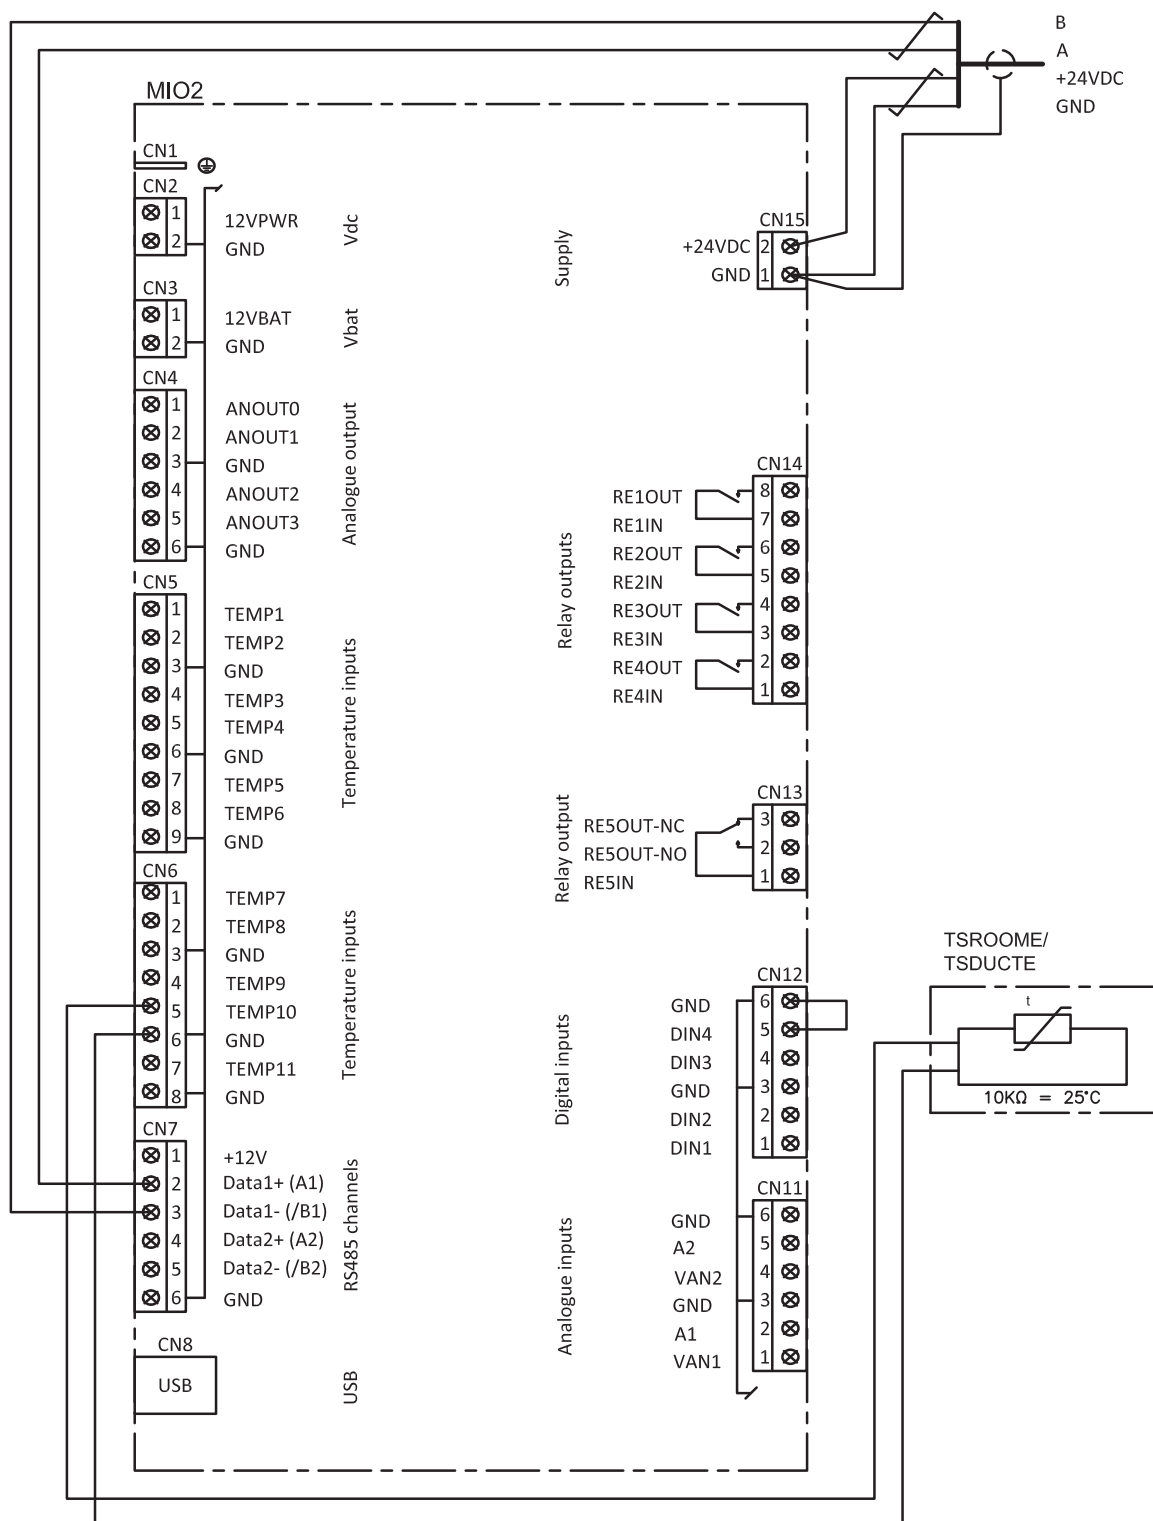 B
A
+24VDC
GND
MIO2
CN1
CN2
1 12VPWR
2 GND
Vdc
CN3
1 12VBAT
2 GND
Vbat
CN4
1 ANOUT0
2 ANOUT1
3 GND
4 ANOUT2
5 ANOUT3
6 GND
Analogue output
CN5
1 TEMP1
2 TEMP2
3 GND
4 TEMP3
5 TEMP4
6 GND
7 TEMP5
8 TEMP6
9 GND
Temperature inputs
CN6
1 TEMP7
2 TEMP8
3 GND
4 TEMP9
5 TEMP10
6 GND
7 TEMP11
8 GND
Temperature inputs
CN7
1 +12V
2 Data1+ (A1)
3 Data1- (/B1)
4 Data2+ (A2)
5 Data2- (/B2)
6 GND
RS485 channels
CN8
USB
USB
CN15
+24VDC 2
GND 1
Supply
CN14
RE1OUT 8
RE1IN 7
RE2OUT 6
RE2IN 5
RE3OUT 4
RE3IN 3
RE4OUT 2
RE4IN 1
Relay outputs
CN13
RE5OUT-NC 3
RE5OUT-NO 2
RE5IN 1
Relay output
CN12
GND 6
DIN4 5
DIN3 4
GND 3
DIN2 2
DIN1 1
Digital inputs
CN11
GND 6
A2 5
VAN2 4
GND 3
A1 2
VAN1 1
Analogue inputs
TSROOME/
TSDUCTE
t
10KΩ = 25°C